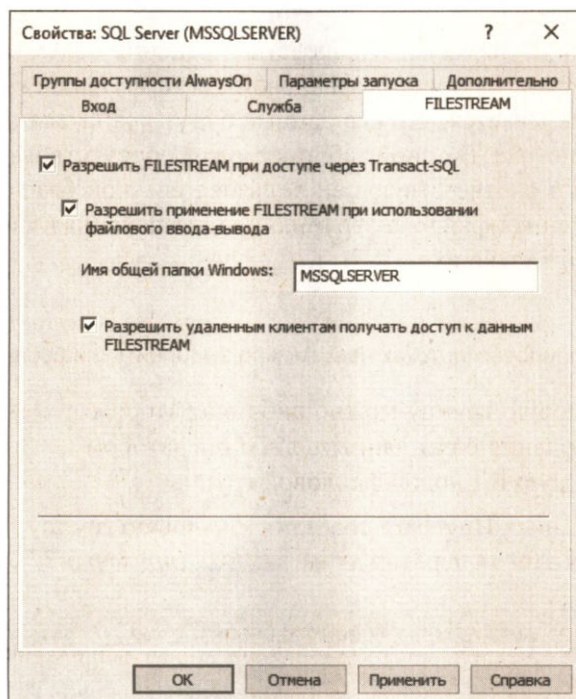 Свойства: SQL Server (MSSQLSERVER) ? ×
Группы доступности AlwaysOn Параметры запуска Дополнительно
Вход Служба FILESTREAM
Разрешить FILESTREAM при доступе через Transact-SQL
Разрешить применение FILESTREAM при использовании
файлового ввода-вывода
Имя общей папки Windows: MSSQLSERVER
Разрешить удаленным клиентам получать доступ к данным
FILESTREAM
ОК Отмена Применить Справка